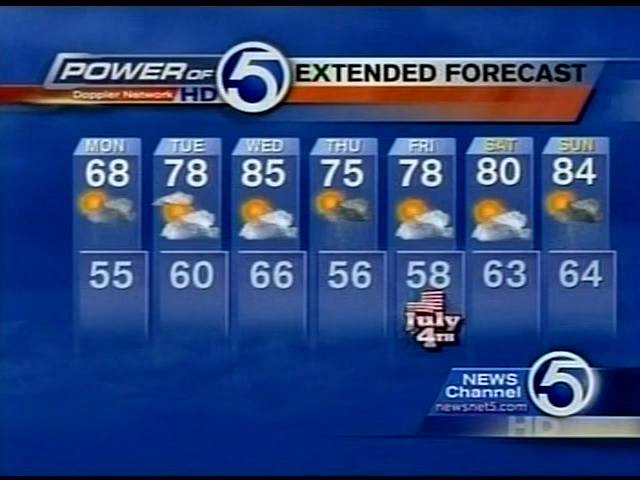 POWER OF 5 EXTENDED FORECAST
Doppler Network HD
MON TUE WED THU FRI SAT SUN
68 78 85 75 78 80 84
55 60 66 56 58 63 64
July
4TH
NEWS
Channel 5
newsnet5.com
HD